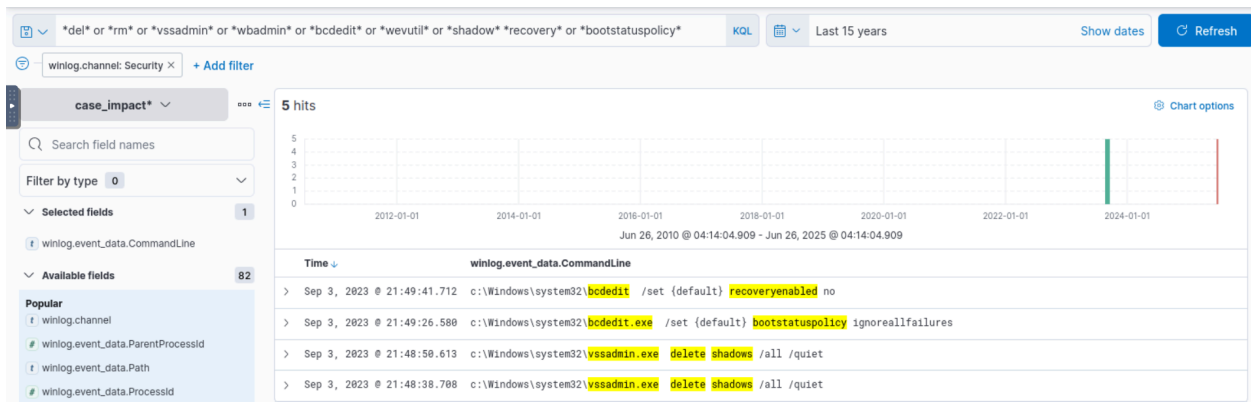 *del* or *rm* or *vssadmin* or *wbadmin* or *bcdedit* or *wevutil* or *shadow* *recovery* or *bootstatuspolicy*
KQL
Last 15 years
Show dates
Refresh
winlog.channel: Security ×
+ Add filter
case_impact*
5 hits
Chart options
Search field names
Filter by type 0
Selected fields 1
winlog.event_data.CommandLine
Available fields 82
Popular
winlog.channel
winlog.event_data.ParentProcessId
winlog.event_data.Path
winlog.event_data.ProcessId
5
4
3
2
1
0
2012-01-01 2014-01-01 2016-01-01 2018-01-01 2020-01-01 2022-01-01 2024-01-01
Jun 26, 2010 @ 04:14:04.909 - Jun 26, 2025 @ 04:14:04.909
Time winlog.event_data.CommandLine
Sep 3, 2023 @ 21:49:41.712 c:\Windows\system32\bcdedit /set {default} recoveryenabled no
Sep 3, 2023 @ 21:49:26.580 c:\Windows\system32\bcdedit.exe /set {default} bootstatuspolicy ignoreallfailures
Sep 3, 2023 @ 21:48:50.613 c:\Windows\system32\vssadmin.exe delete shadows /all /quiet
Sep 3, 2023 @ 21:48:38.708 c:\Windows\system32\vssadmin.exe delete shadows /all /quiet